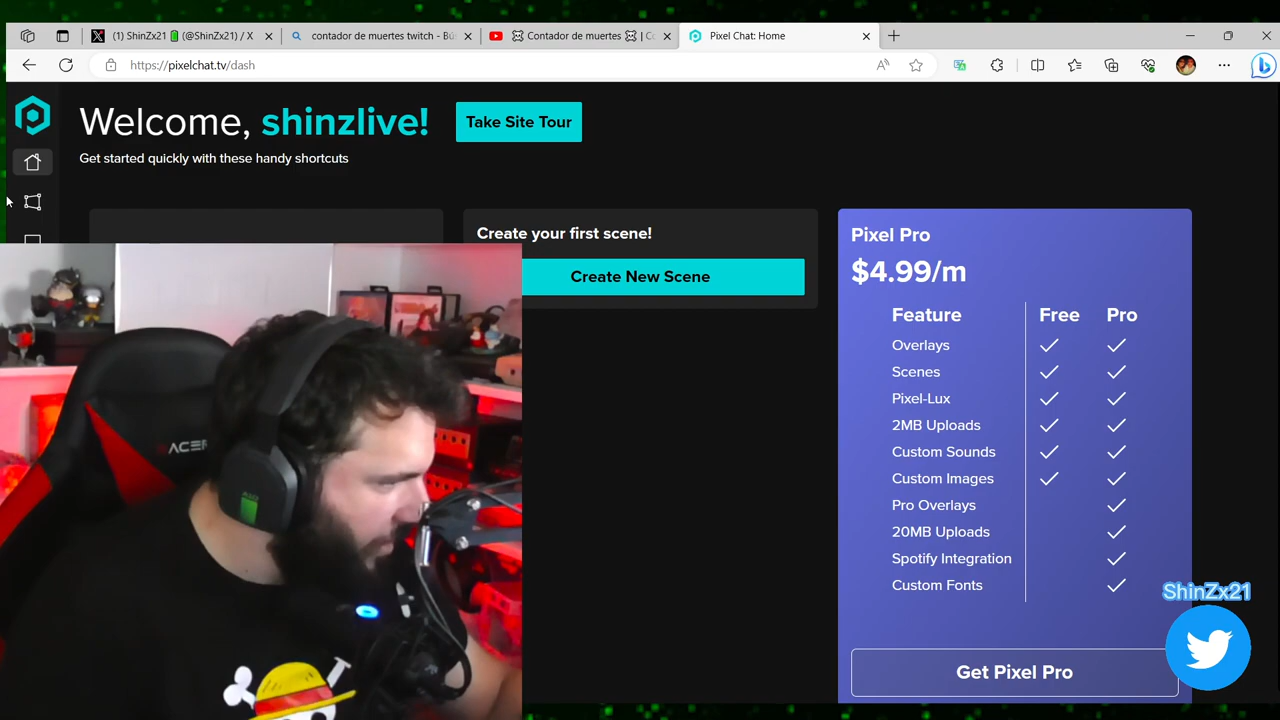 (1) ShinZx21 (@ShinZx21) / X
contador de muertes twitch - Bú
Contador de muertes
Pixel Chat: Home
https://pixelchat.tv/dash
Welcome, shinzlive!
Take Site Tour
Get started quickly with these handy shortcuts
Create your first scene!
Create New Scene
Pixel Pro
$4.99/m
Feature Free Pro
Overlays
Scenes
Pixel-Lux
2MB Uploads
Custom Sounds
Custom Images
Pro Overlays
20MB Uploads
Spotify Integration
Custom Fonts
Get Pixel Pro
ShinZx21